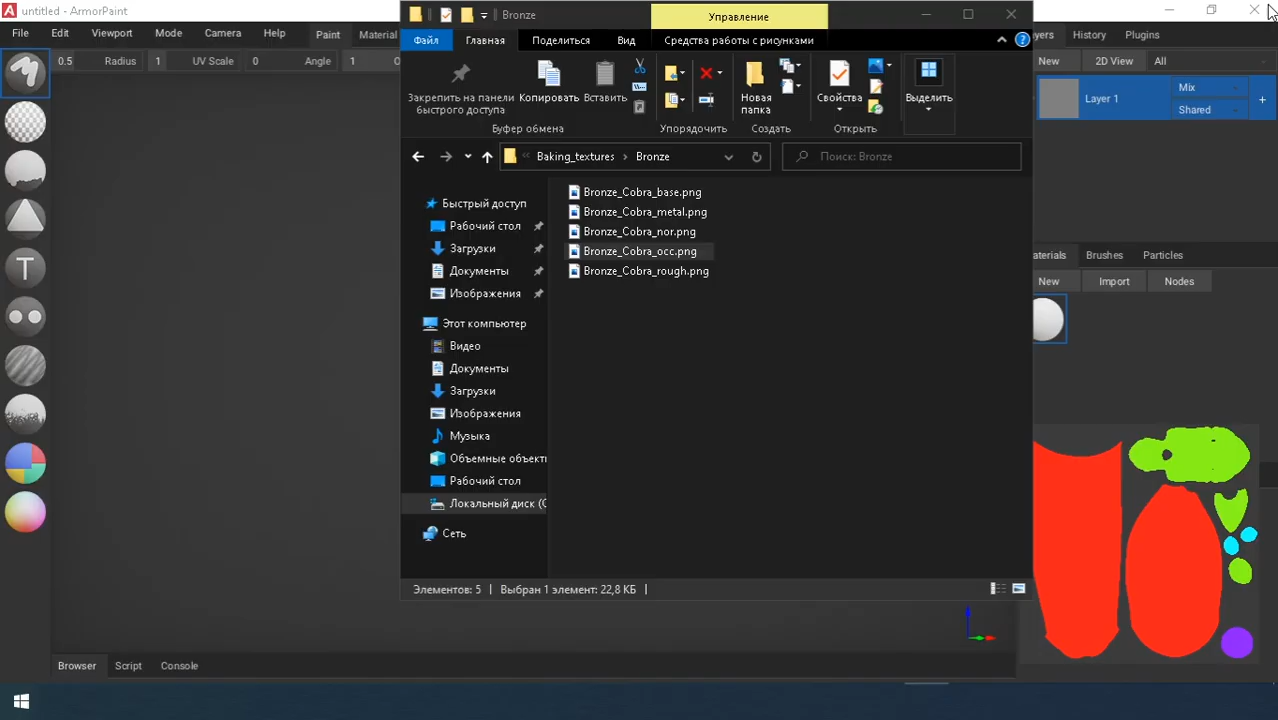 untitled - ArmorPaint
File Edit Viewport Mode Camera Help Paint Material
0.5 Radius 1 UV Scale 0 Angle 1
Bronze
Управление
Файл Главная Поделиться Вид Средства работы с рисунками
Закрепить на панели быстрого доступа
Копировать
Вставить
Новая папка
Свойства
Выделить
Буфер обмена Упорядочить Создать Открыть
Baking_textures Bronze
Поиск: Bronze
Быстрый доступ
Рабочий стол
Загрузки
Документы
Изображения
Этот компьютер
Видео
Документы
Загрузки
Изображения
Музыка
Объемные объекты
Рабочий стол
Локальный диск (C
Сеть
Bronze_Cobra_base.png
Bronze_Cobra_metal.png
Bronze_Cobra_nor.png
Bronze_Cobra_occ.png
Bronze_Cobra_rough.png
Элементов: 5 Выбран 1 элемент: 22,8 КБ
yers History Plugins
New 2D View All
Layer 1
Mix
Shared
+
aterials Brushes Particles
New Import Nodes
T
Browser Script Console